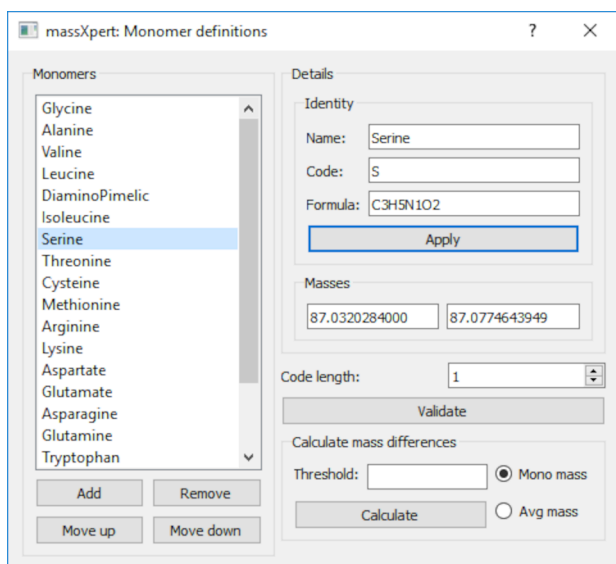 massXpert: Monomer definitions
?
Monomers
Glycine
Alanine
Valine
Leucine
DiaminoPimelic
Isoleucine
Serine
Threonine
Cysteine
Methionine
Arginine
Lysine
Aspartate
Glutamate
Asparagine
Glutamine
Tryptophan
Add
Remove
Move up
Move down
Details
Identity
Name: Serine
Code: S
Formula: C3H5N1O2
Apply
Masses
87.0320284000 87.0774643949
Code length: 1
Validate
Calculate mass differences
Threshold:
Mono mass
Calculate
Avg mass